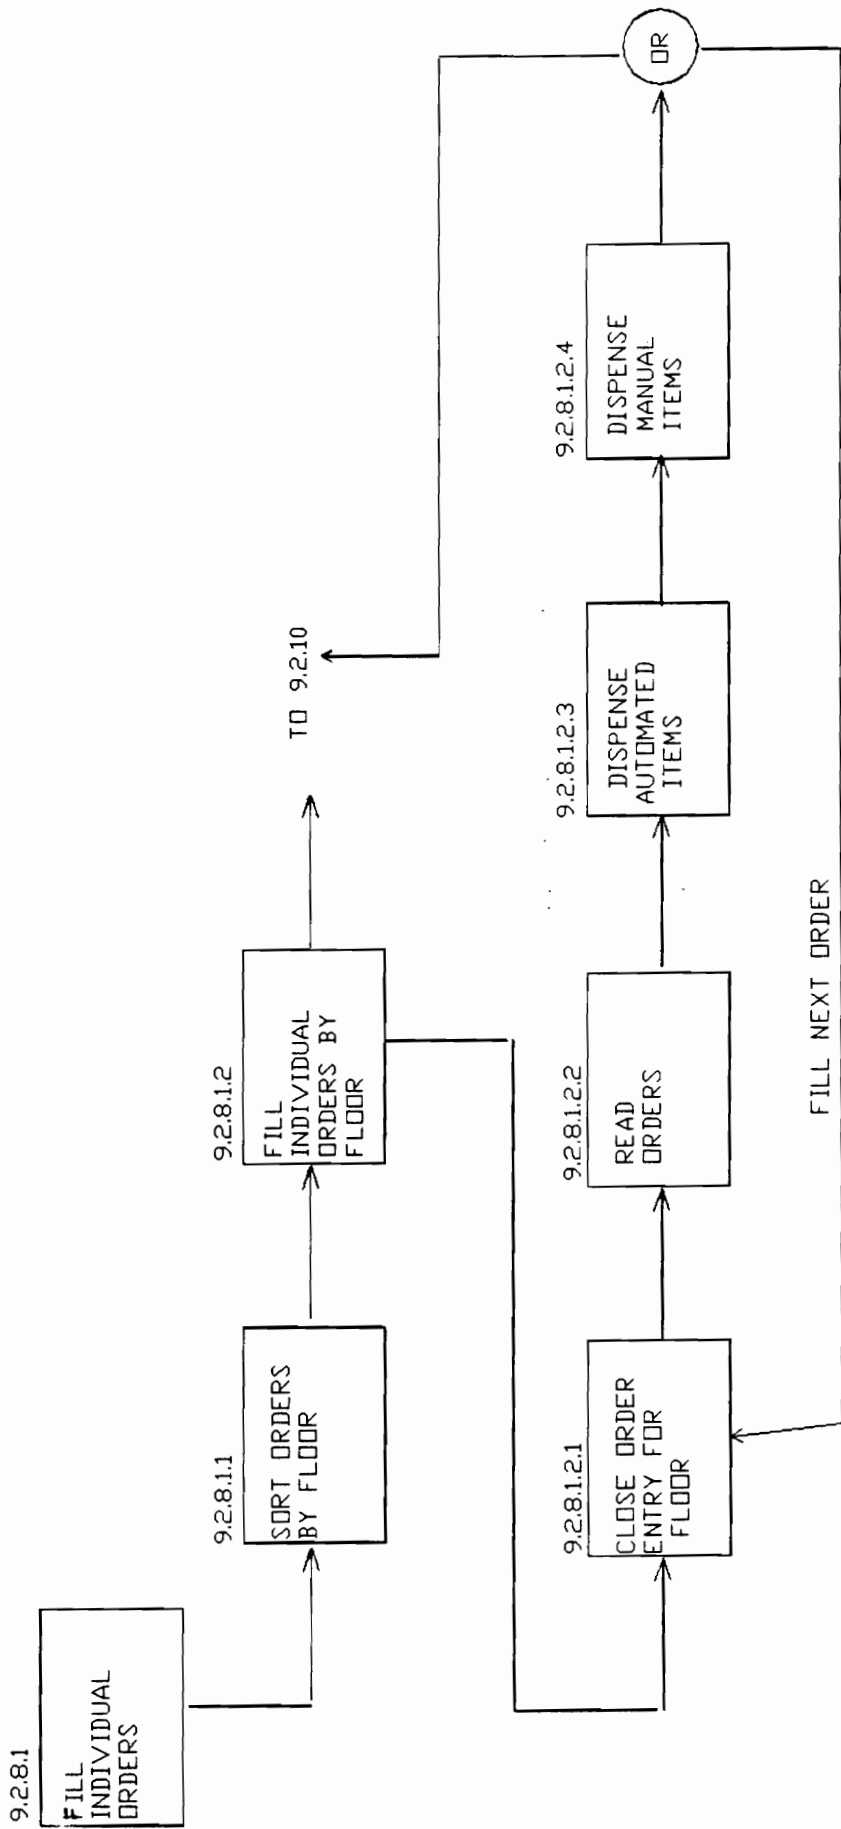 9.2.8.1
FILL
INDIVIDUAL
ORDERS
9.2.8.1.1
SORT ORDERS
BY FLOOR
9.2.8.1.2
FILL
INDIVIDUAL
ORDERS BY
FLOOR
TO 9.2.10
9.2.8.1.2.1
CLOSE ORDER
ENTRY FOR
FLOOR
9.2.8.1.2.2
READ
ORDERS
9.2.8.1.2.3
DISPENSE
AUTOMATED
ITEMS
9.2.8.1.2.4
DISPENSE
MANUAL
ITEMS
OR
FILL NEXT ORDER